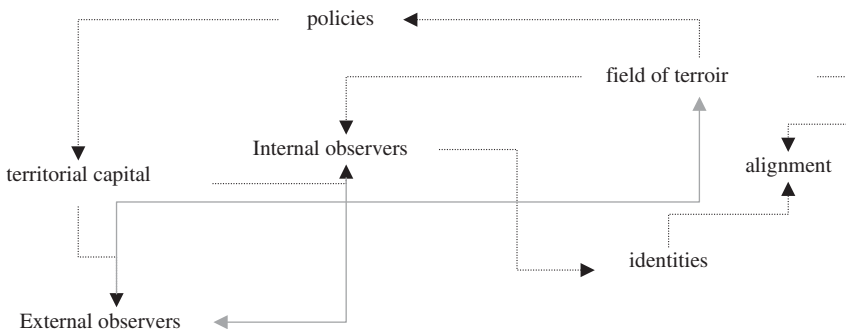 policies
field of terroir
Internal observers
alignment
territorial capital
identities
External observers